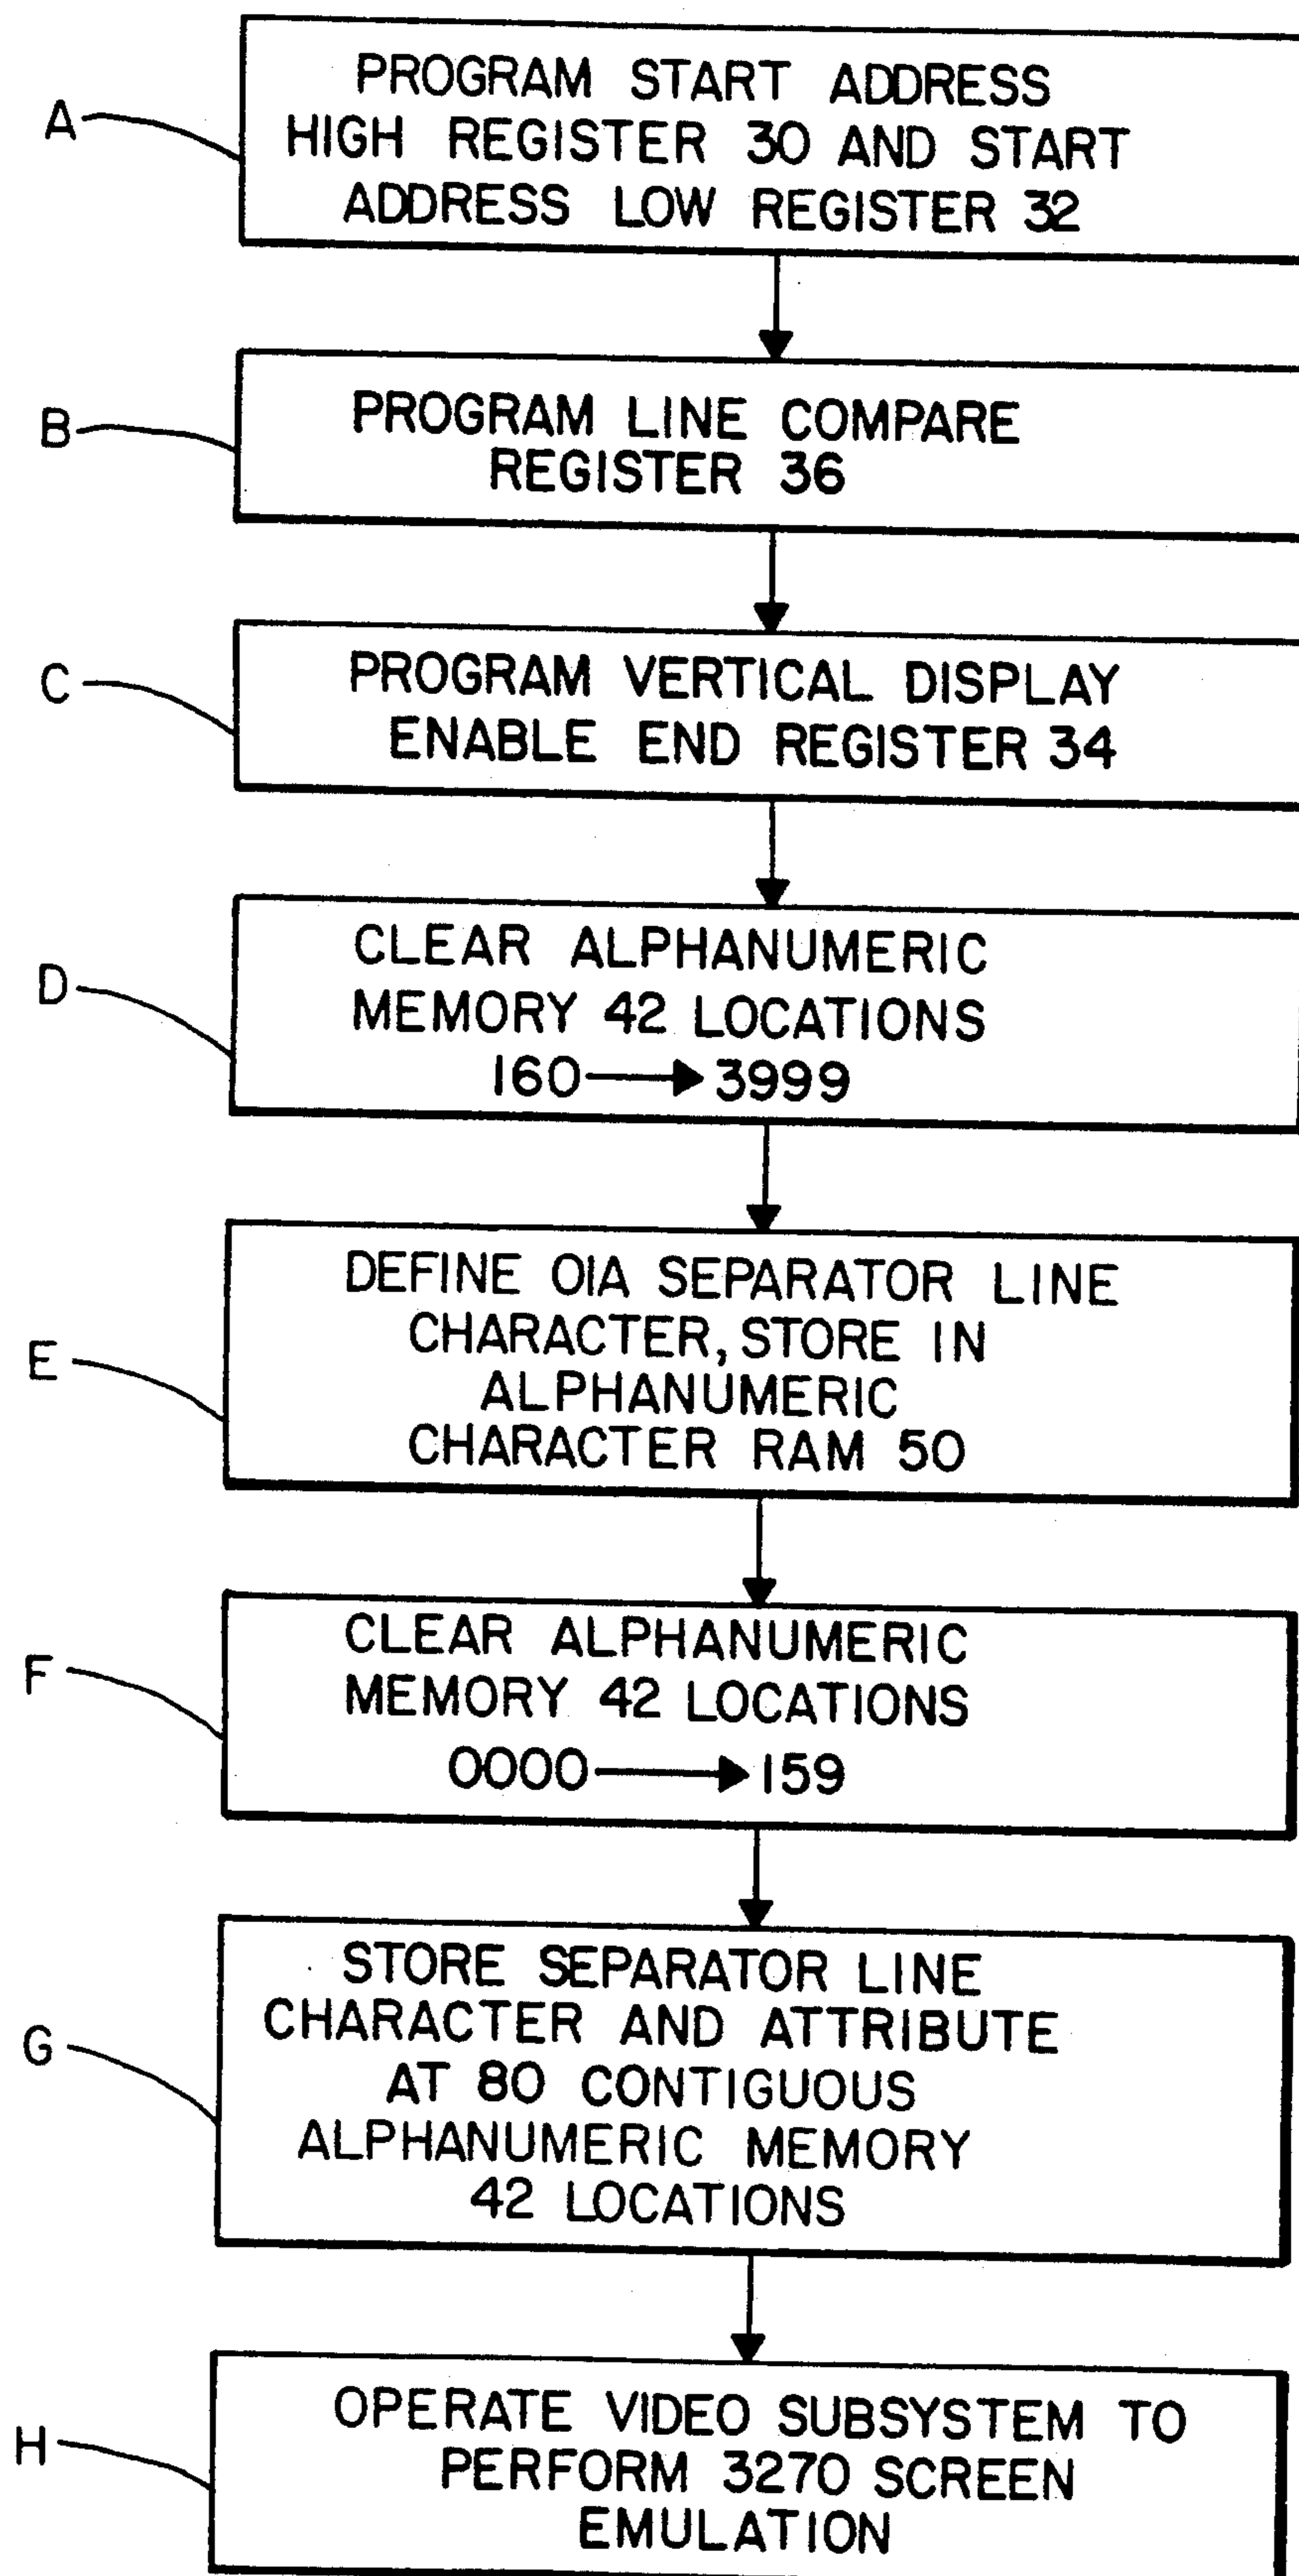 A
PROGRAM START ADDRESS
HIGH REGISTER 30 AND START
ADDRESS LOW REGISTER 32
B
PROGRAM LINE COMPARE
REGISTER 36
C
PROGRAM VERTICAL DISPLAY
ENABLE END REGISTER 34
D
CLEAR ALPHANUMERIC
MEMORY 42 LOCATIONS
160 → 3999
E
DEFINE OIA SEPARATOR LINE
CHARACTER, STORE IN
ALPHANUMERIC
CHARACTER RAM 50
F
CLEAR ALPHANUMERIC
MEMORY 42 LOCATIONS
0000 → 159
G
STORE SEPARATOR LINE
CHARACTER AND ATTRIBUTE
AT 80 CONTIGUOUS
ALPHANUMERIC MEMORY
42 LOCATIONS
H
OPERATE VIDEO SUBSYSTEM TO
PERFORM 3270 SCREEN
EMULATION